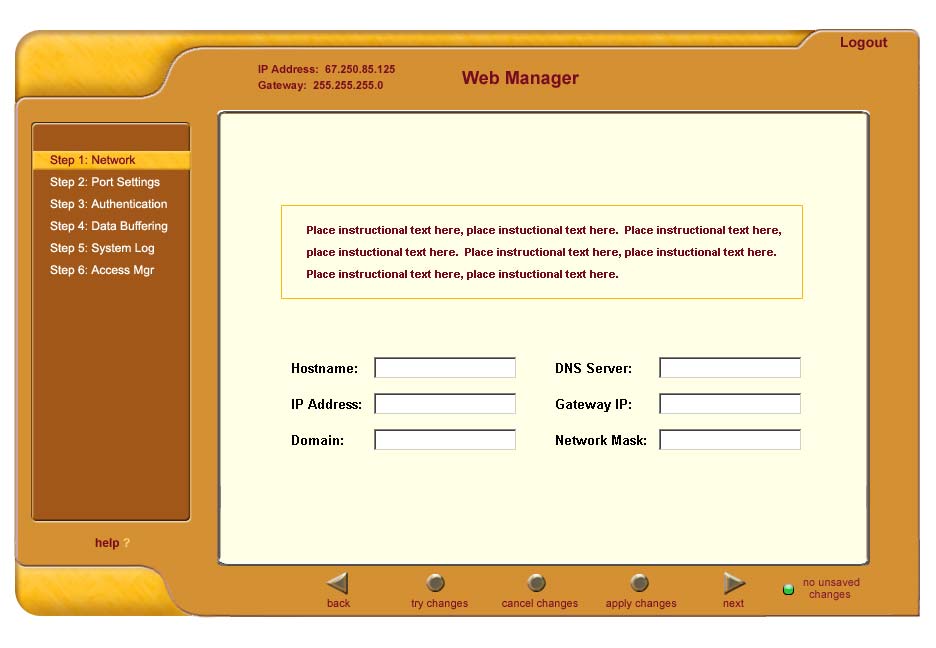 Logout
IP Address: 67.250.85.125
Gateway: 255.255.255.0
Web Manager
Step 1: Network
Step 2: Port Settings
Step 3: Authentication
Step 4: Data Buffering
Step 5: System Log
Step 6: Access Mgr
help ?
Place instructional text here, place instuctional text here. Place instructional text here,
place instuctional text here. Place instructional text here, place instuctional text here.
Place instructional text here, place instuctional text here.
Hostname:
DNS Server:
IP Address:
Gateway IP:
Domain:
Network Mask:
back
try changes
cancel changes
apply changes
next
no unsaved
changes